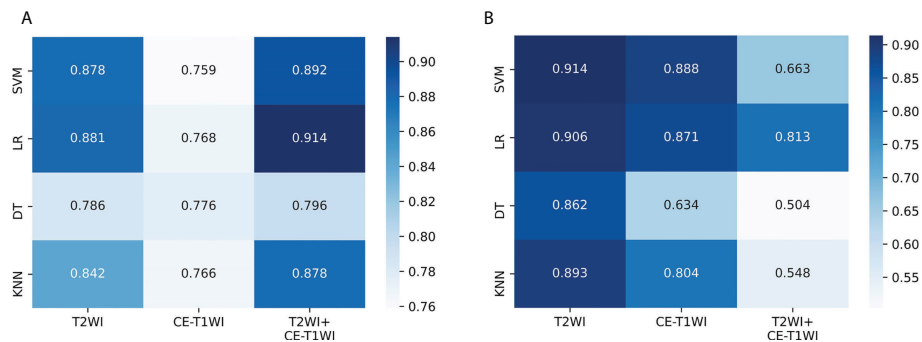 A
SVM 0.878 0.759 0.892
LR 0.881 0.768 0.914
DT 0.786 0.776 0.796
KNN 0.842 0.766 0.878
T2WI CE-T1WI T2WI+
CE-T1WI
0.90
0.88
0.86
0.84
0.82
0.80
0.78
0.76
B
SVM 0.914 0.888 0.663
LR 0.906 0.871 0.813
DT 0.862 0.634 0.504
KNN 0.893 0.804 0.548
T2WI CE-T1WI T2WI+
CE-T1WI
0.90
0.85
0.80
0.75
0.70
0.65
0.60
0.55